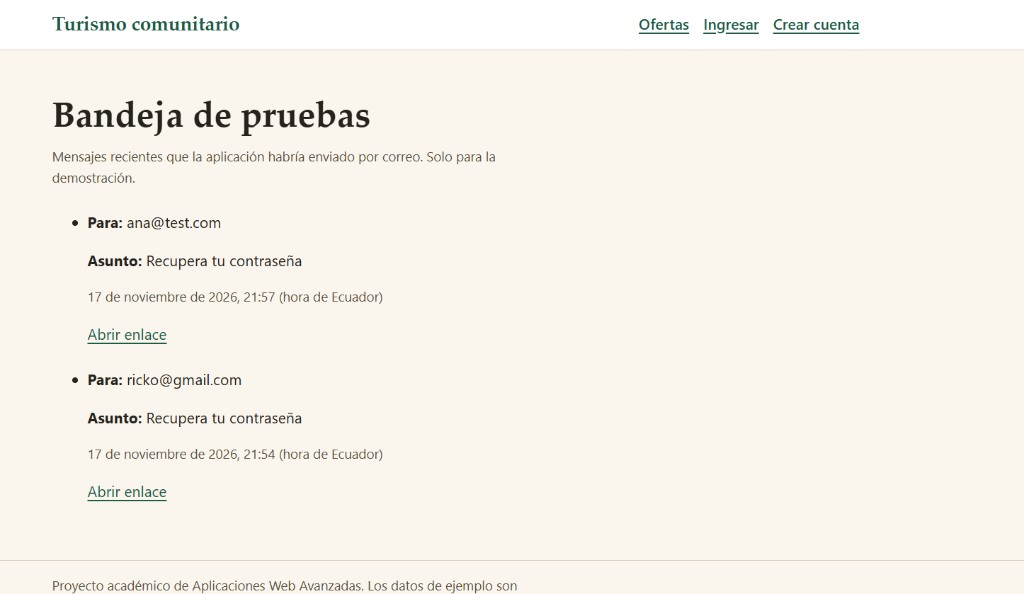 Turismo comunitario
Ofertas Ingresar Crear cuenta
Bandeja de pruebas
Mensajes recientes que la aplicación habría enviado por correo. Solo para la
demostración.
Para: ana@test.com
Asunto: Recupera tu contraseña
17 de noviembre de 2026, 21:57 (hora de Ecuador)
Abrir enlace
Para: ricko@gmail.com
Asunto: Recupera tu contraseña
17 de noviembre de 2026, 21:54 (hora de Ecuador)
Abrir enlace
Proyecto académico de Aplicaciones Web Avanzadas. Los datos de ejemplo son